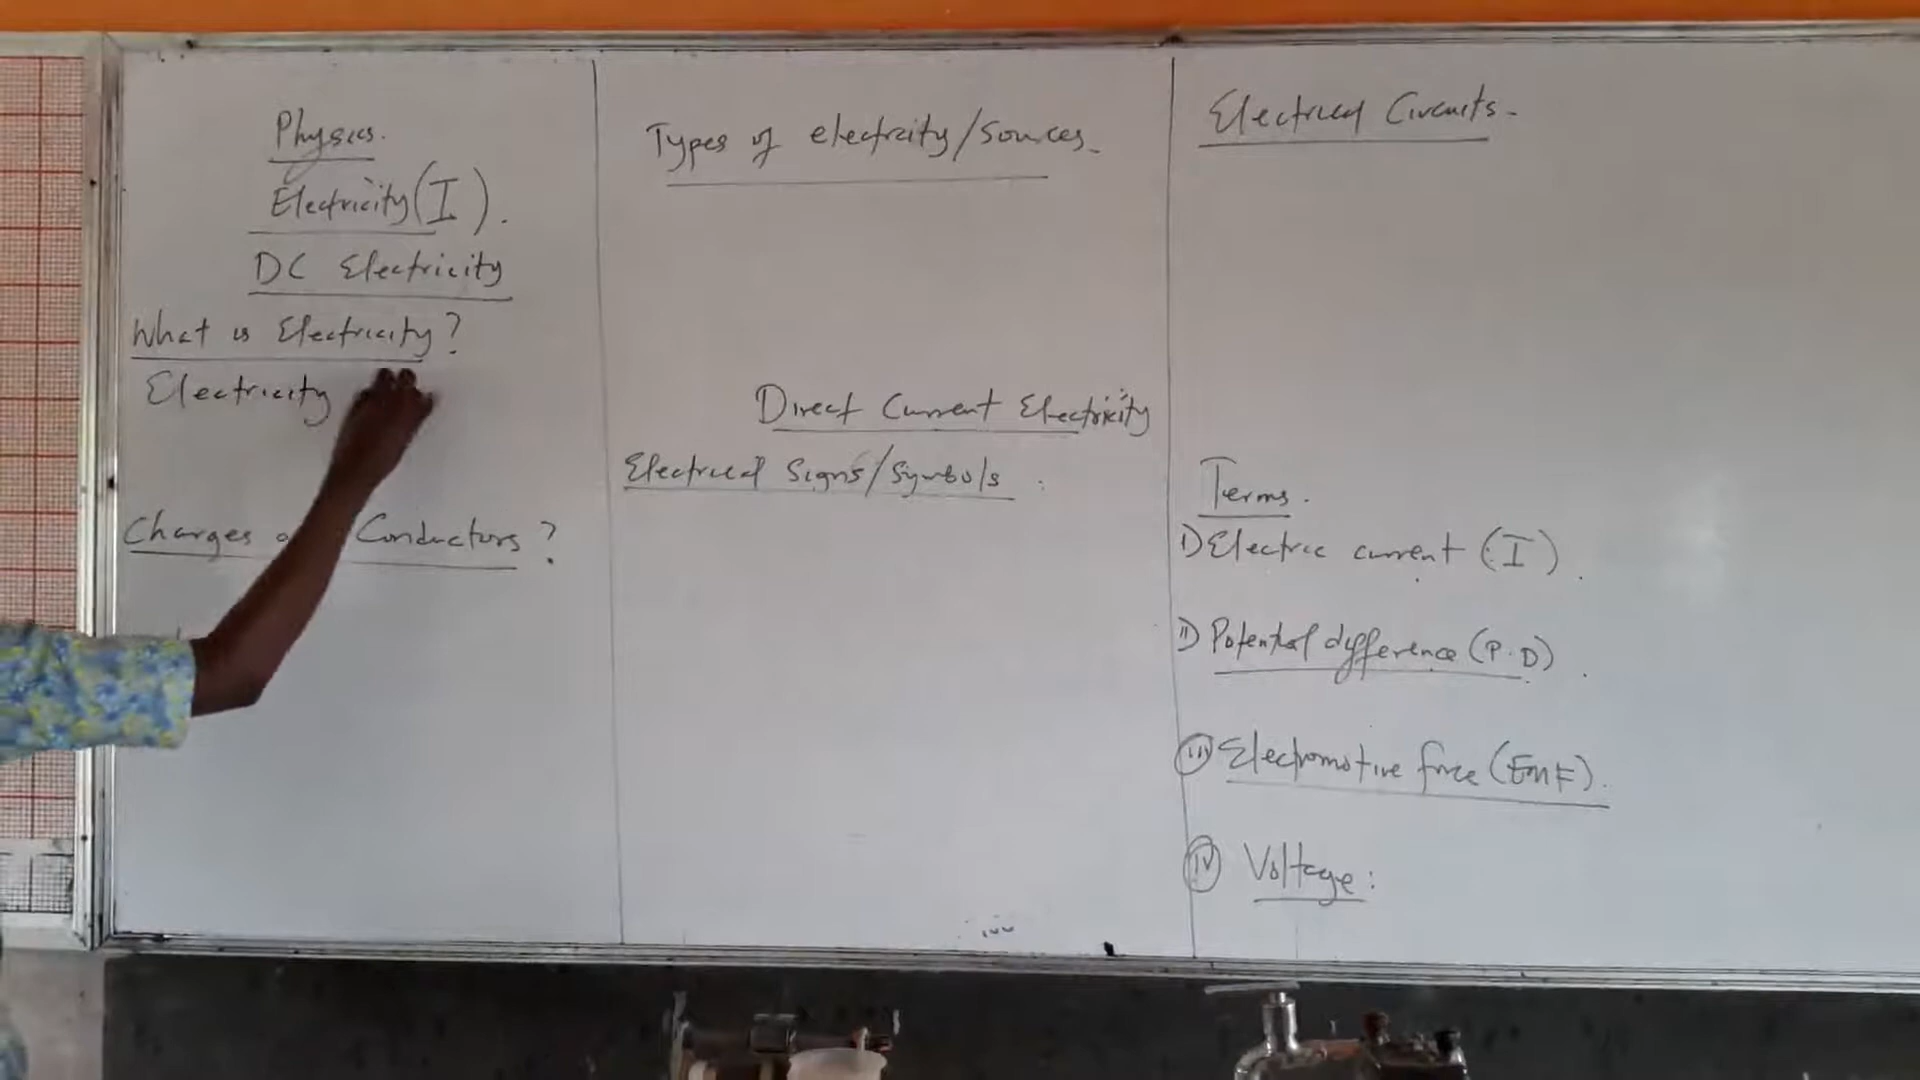 Physics.
Electricity (I).
DC Electricity
What is Electricity?
Electricity
Charges Conductors?
Types of electricity/Sources-
Direct Current Electricity
Electrical Signs/Symbols
Electrical Circuits-
Terms.
I) Electric current (I).
II) Potential difference (P.D).
III) Electromotive force (EMF).
IV) Voltage: